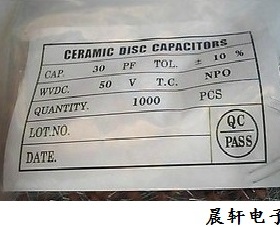 CERAMIC DISC CAPACITORS
CAP. 30 PF TOL. ± 10 %
WVDC. 50 V T.C. NPO
QUANTITY. 1000 PCS
LOT.NO.
DATE.
QC
PASS
晨轩电子